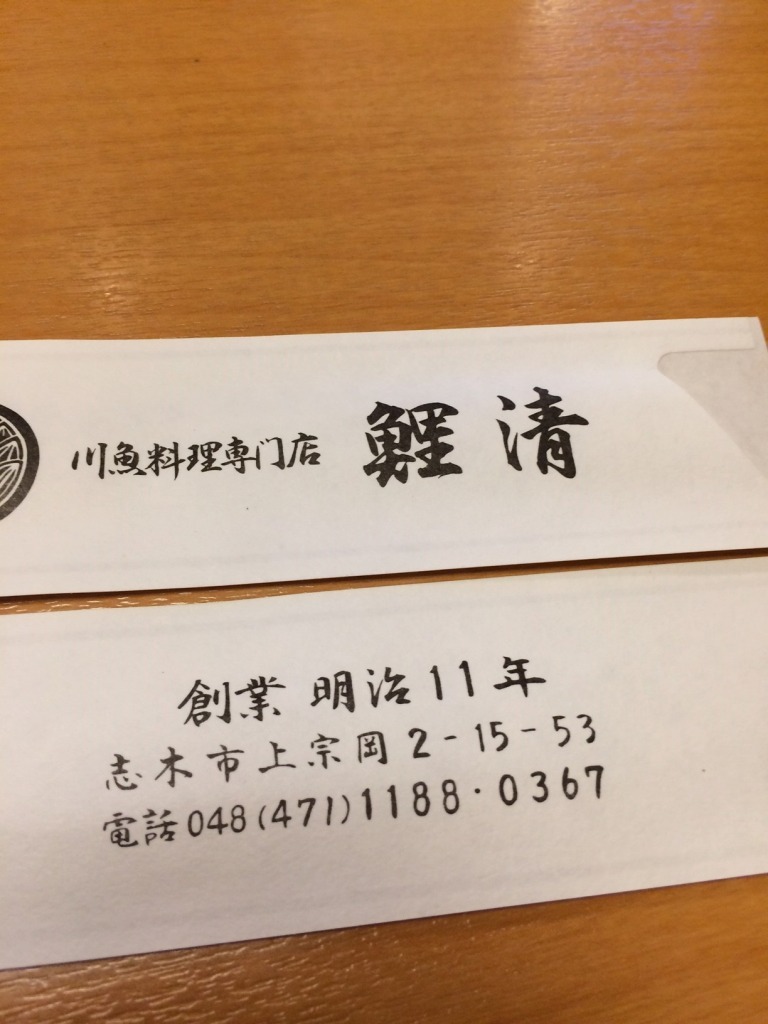 川魚料理専門店 鯉清
創業 明治11年
志木市上宗岡2-15-53
電話048(471)1188・0367